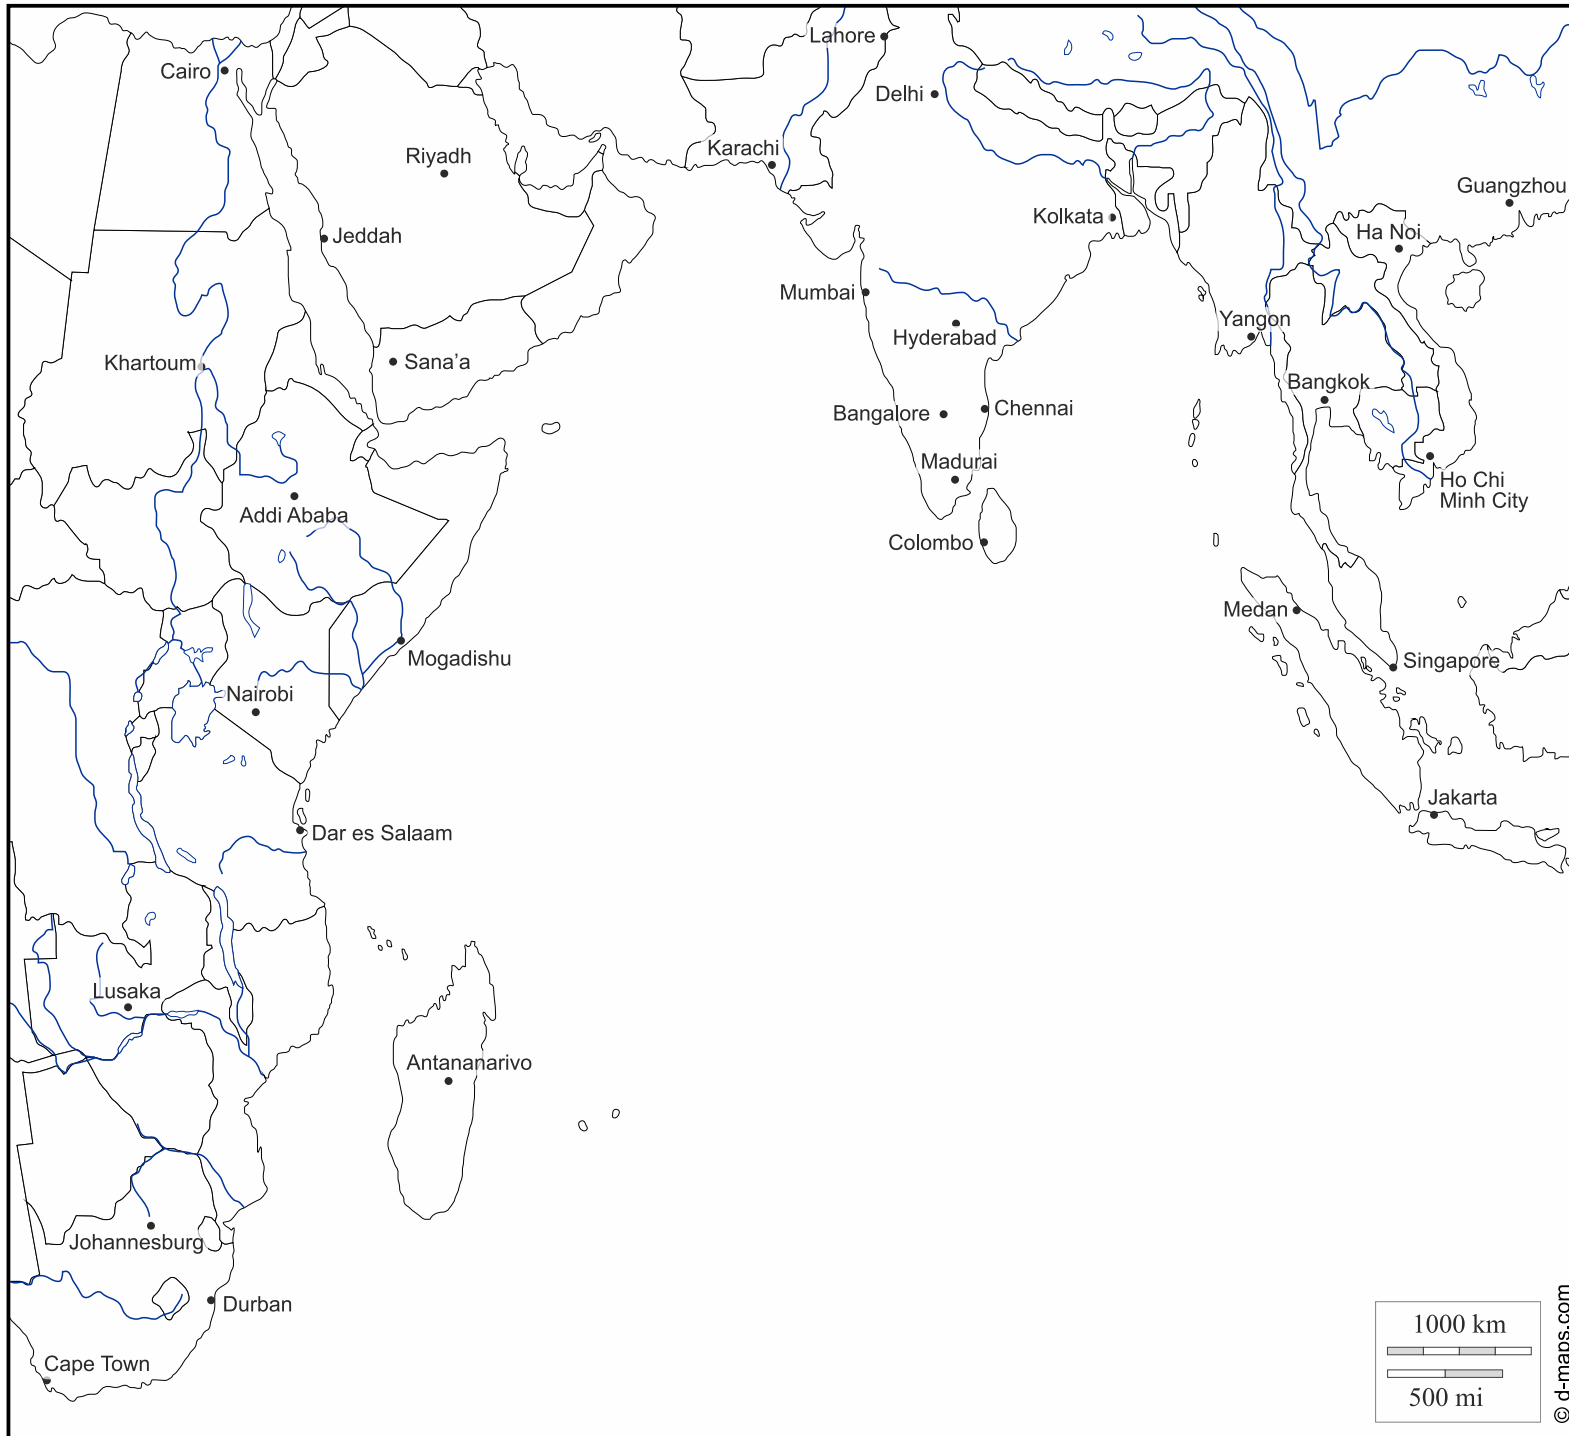 Lahore
Cairo
Delhi
Karachi
Riyadh
Guangzhou
Kolkata
Jeddah
Ha Noi
Mumbai
Yangon
Hyderabad
Khartoum
Sana’a
Bangkok
Bangalore
Chennai
Madurai
Ho Chi
Minh City
Addi Ababa
Colombo
Medan
Mogadishu
Singapore
Nairobi
Jakarta
Dar es Salaam
Lusaka
Antananarivo
Johannesburg
Durban
Cape Town
1000 km
500 mi
© d-maps.com